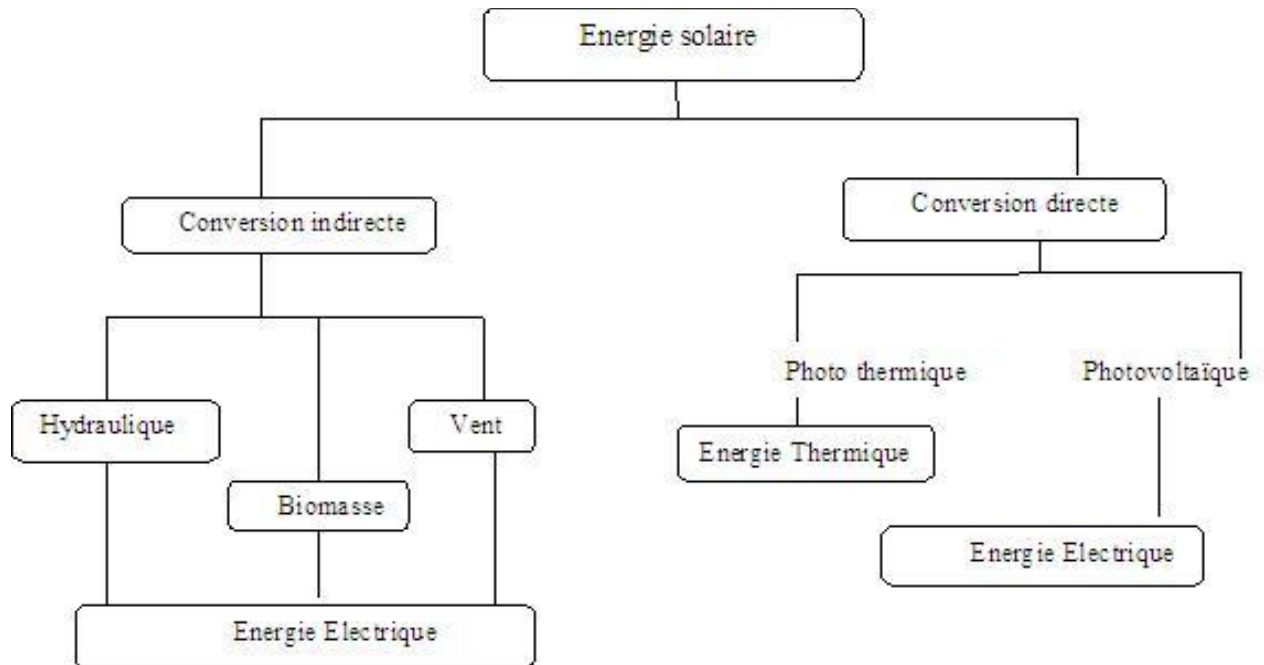 Energie solaire
Conversion indirecte
Conversion directe
Photo thermique
Photovoltaïque
Hydraulique
Vent
Energie Thermique
Biomasse
Energie Electrique
Energie Electrique